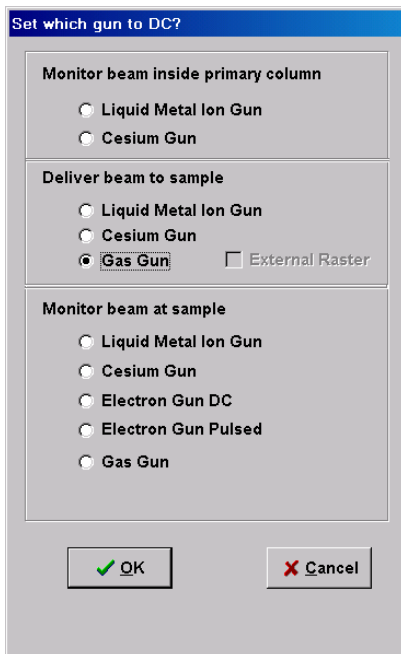 Set which gun to DC?
Monitor beam inside primary column
Liquid Metal Ion Gun
Cesium Gun
Deliver beam to sample
Liquid Metal Ion Gun
Cesium Gun
Gas Gun External Raster
Monitor beam at sample
Liquid Metal Ion Gun
Cesium Gun
Electron Gun DC
Electron Gun Pulsed
Gas Gun
OK Cancel